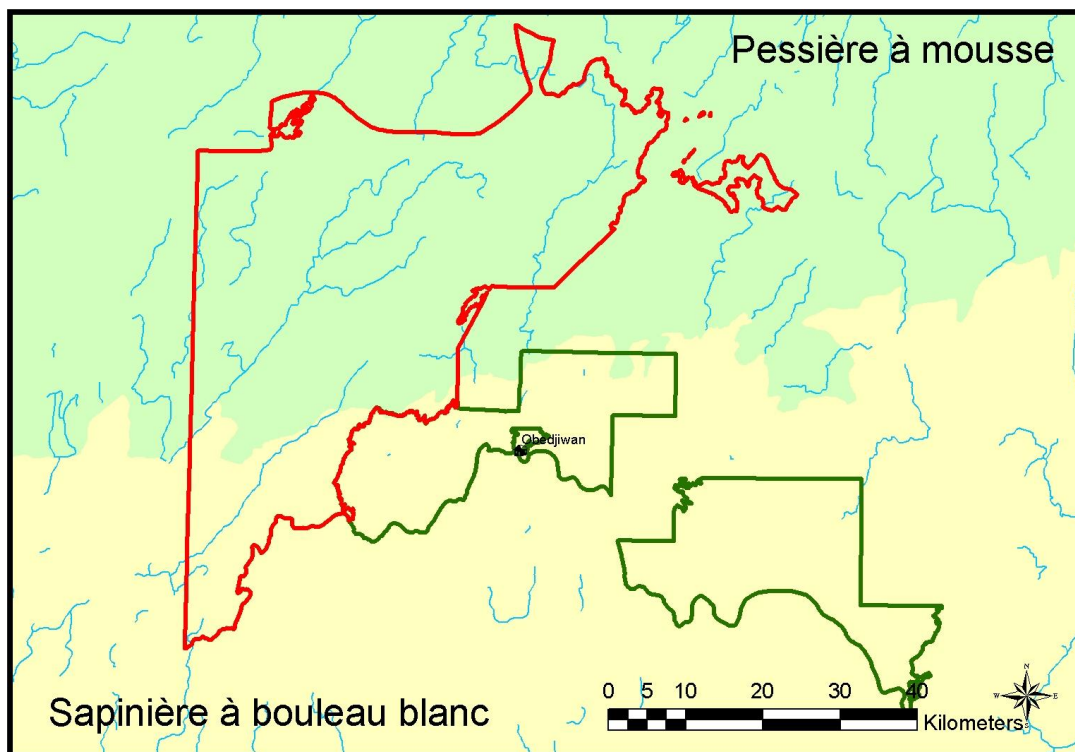 Pessière à mousse
Obedjiwan
Sapinière à bouleau blanc
0 5 10 20 30 40
Kilometers
N
W E
S